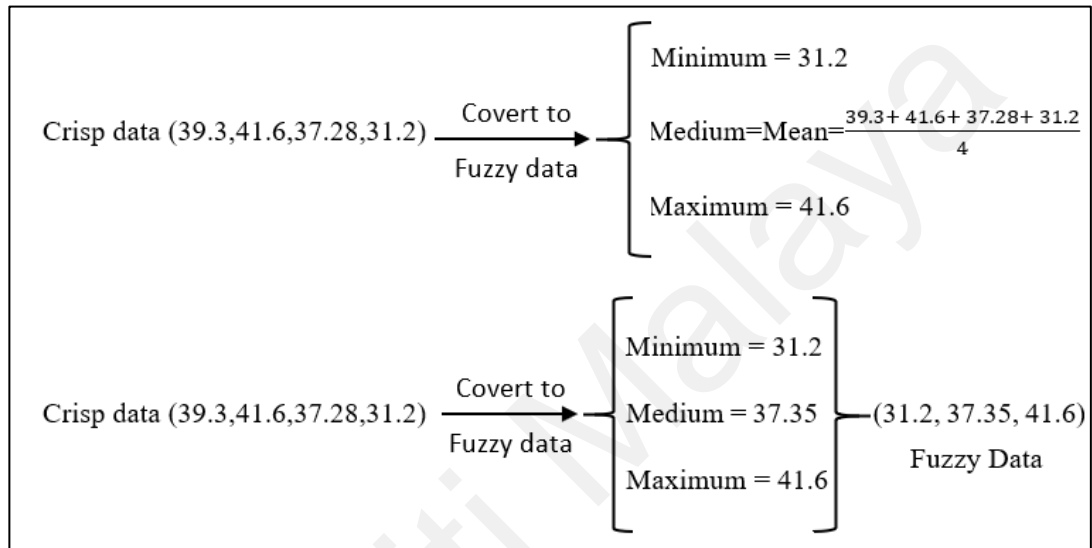 Minimum = 31.2
Crisp data (39.3,41.6,37.28,31.2) Covert to Fuzzy data
Medium=Mean= 39.3+ 41.6+ 37.28+ 31.2 / 4
Maximum = 41.6
Minimum = 31.2
Crisp data (39.3,41.6,37.28,31.2) Covert to Fuzzy data
Medium = 37.35
(31.2, 37.35, 41.6)
Fuzzy Data
Maximum = 41.6
iti Malaya